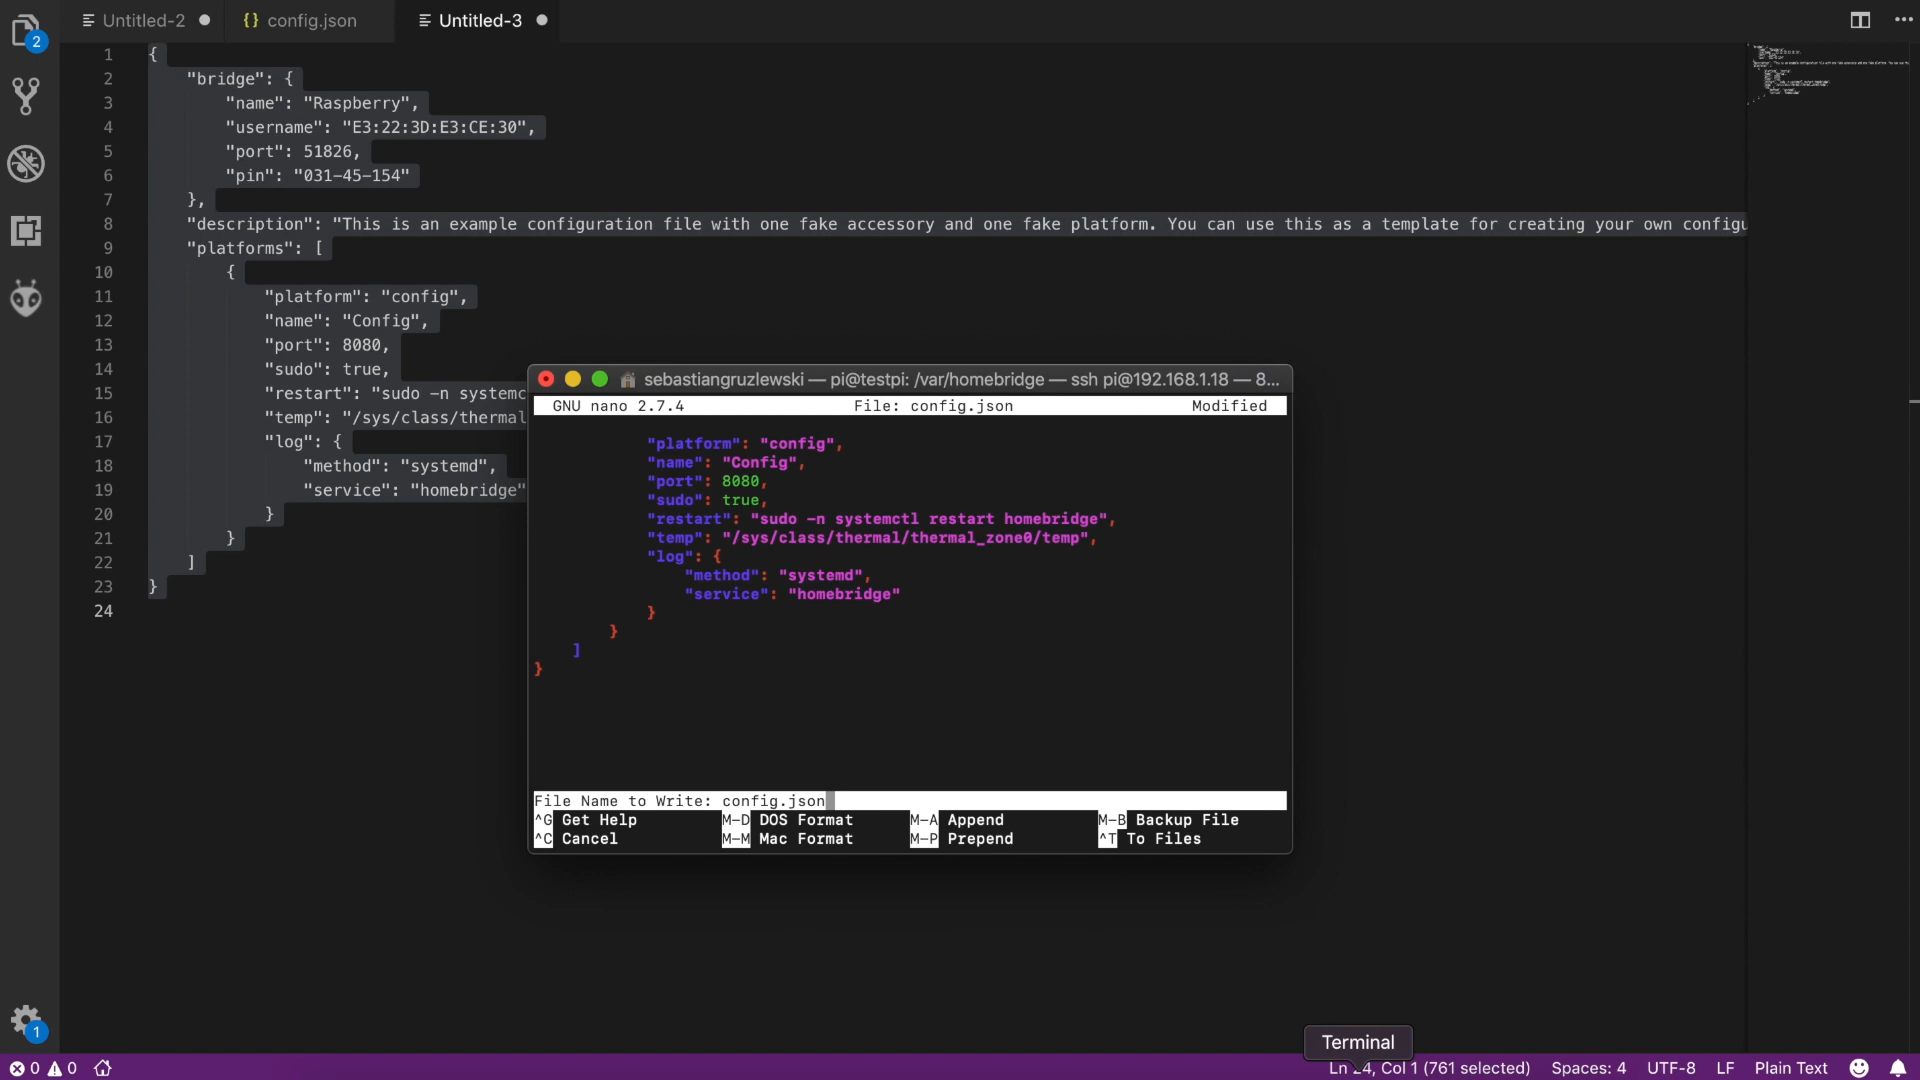 Untitled-2
{} config.json
Untitled-3
2
1 {
2 "bridge": {
3 "name": "Raspberry",
4 "username": "E3:22:3D:E3:CE:30",
5 "port": 51826,
6 "pin": "031-45-154"
7 },
8 "description": "This is an example configuration file with one fake accessory and one fake platform. You can use this as a template for creating your own configu
9 "platforms": [
10 {
11 "platform": "config",
12 "name": "Config",
13 "port": 8080,
14 "sudo": true,
15 "restart": "sudo -n systemc
16 "temp": "/sys/class/thermal
17 "log": {
18 "method": "systemd",
19 "service": "homebridge"
20 }
21 }
22 ]
23 }
24
sebastiangruzlewski — pi@testpi: /var/homebridge — ssh pi@192.168.1.18 — 8...
GNU nano 2.7.4 File: config.json Modified
"platform": "config",
"name": "Config",
"port": 8080,
"sudo": true,
"restart": "sudo -n systemctl restart homebridge",
"temp": "/sys/class/thermal/thermal_zone0/temp",
"log": {
"method": "systemd",
"service": "homebridge"
}
}
]
}
File Name to Write: config.json
^G Get Help M-D DOS Format M-A Append M-B Backup File
^C Cancel M-M Mac Format M-P Prepend ^T To Files
1
Terminal
0 0 Ln 24, Col 1 (761 selected) Spaces: 4 UTF-8 LF Plain Text